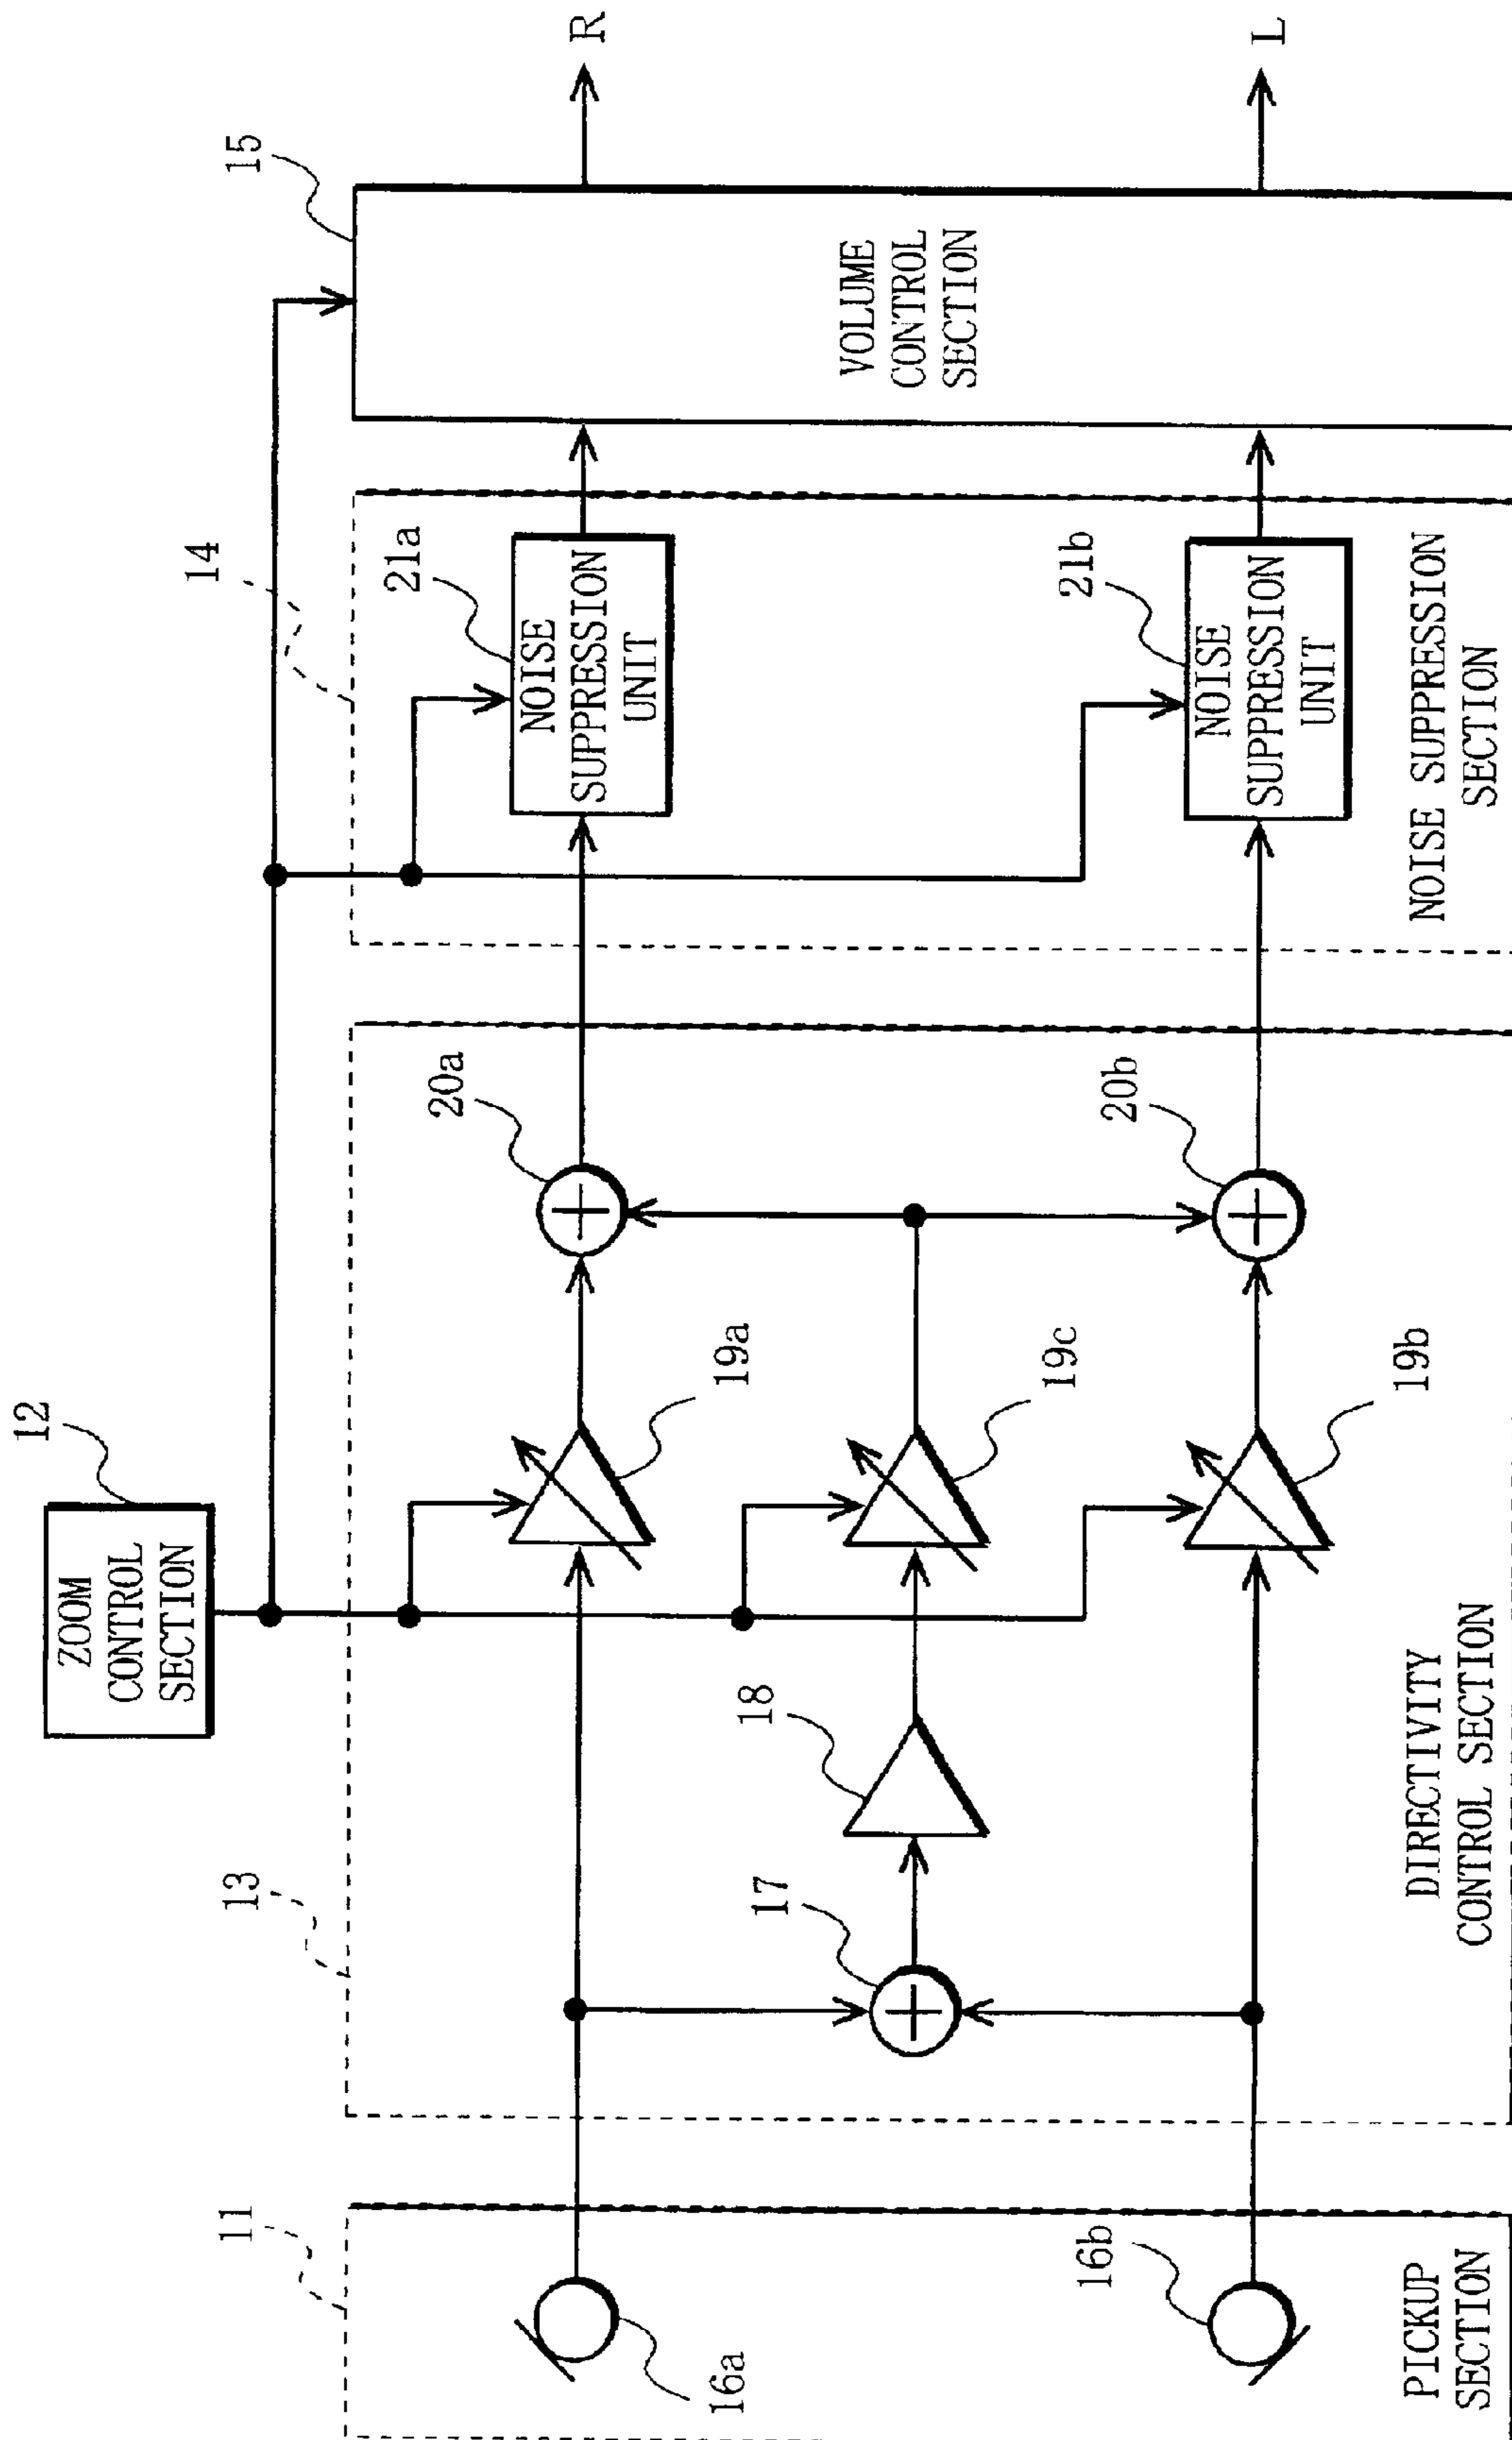 12
ZOOM
CONTROL
SECTION
11
13
14
15
16a
16b
17
18
19a
19c
19b
20a
20b
21a
NOISE
SUPPRESSION
UNIT
21b
NOISE
SUPPRESSION
UNIT
VOLUME
CONTROL
SECTION
R
L
PICKUP
SECTION
DIRECTIVITY
CONTROL SECTION
NOISE SUPPRESSION
SECTION